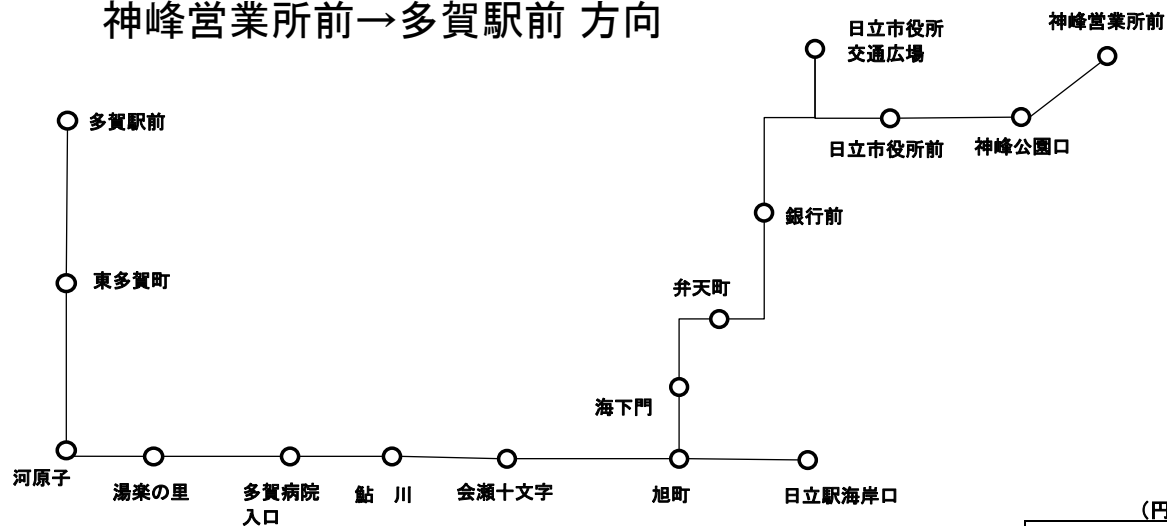 神峰営業所前→多賀駅前 方向
日立市役所
交通広場
神峰営業所前
多賀駅前
日立市役所前
神峰公園口
銀行前
東多賀町
弁天町
海下門
河原子
湯楽の里
多賀病院
入口
鮎 川
会瀬十文字
旭町
日立駅海岸口
(円